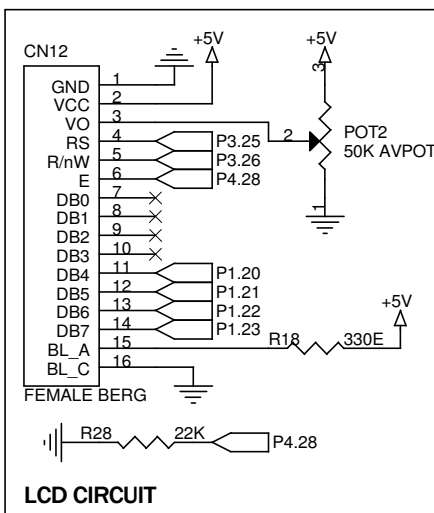 CN12
+5V
+5V
GND 1
VCC 2
VO 3
RS 4 P3.25
R/nW 5 P3.26
E 6 P4.28
DB0 7
DB1 8
DB2 9
DB3 10
DB4 11 P1.20
DB5 12 P1.21
DB6 13 P1.22
DB7 14 P1.23
BL_A 15
BL_C 16
FEMALE BERG
3
2
1
POT2
50K AVPOT
+5V
R18 330E
R28 22K P4.28
LCD CIRCUIT